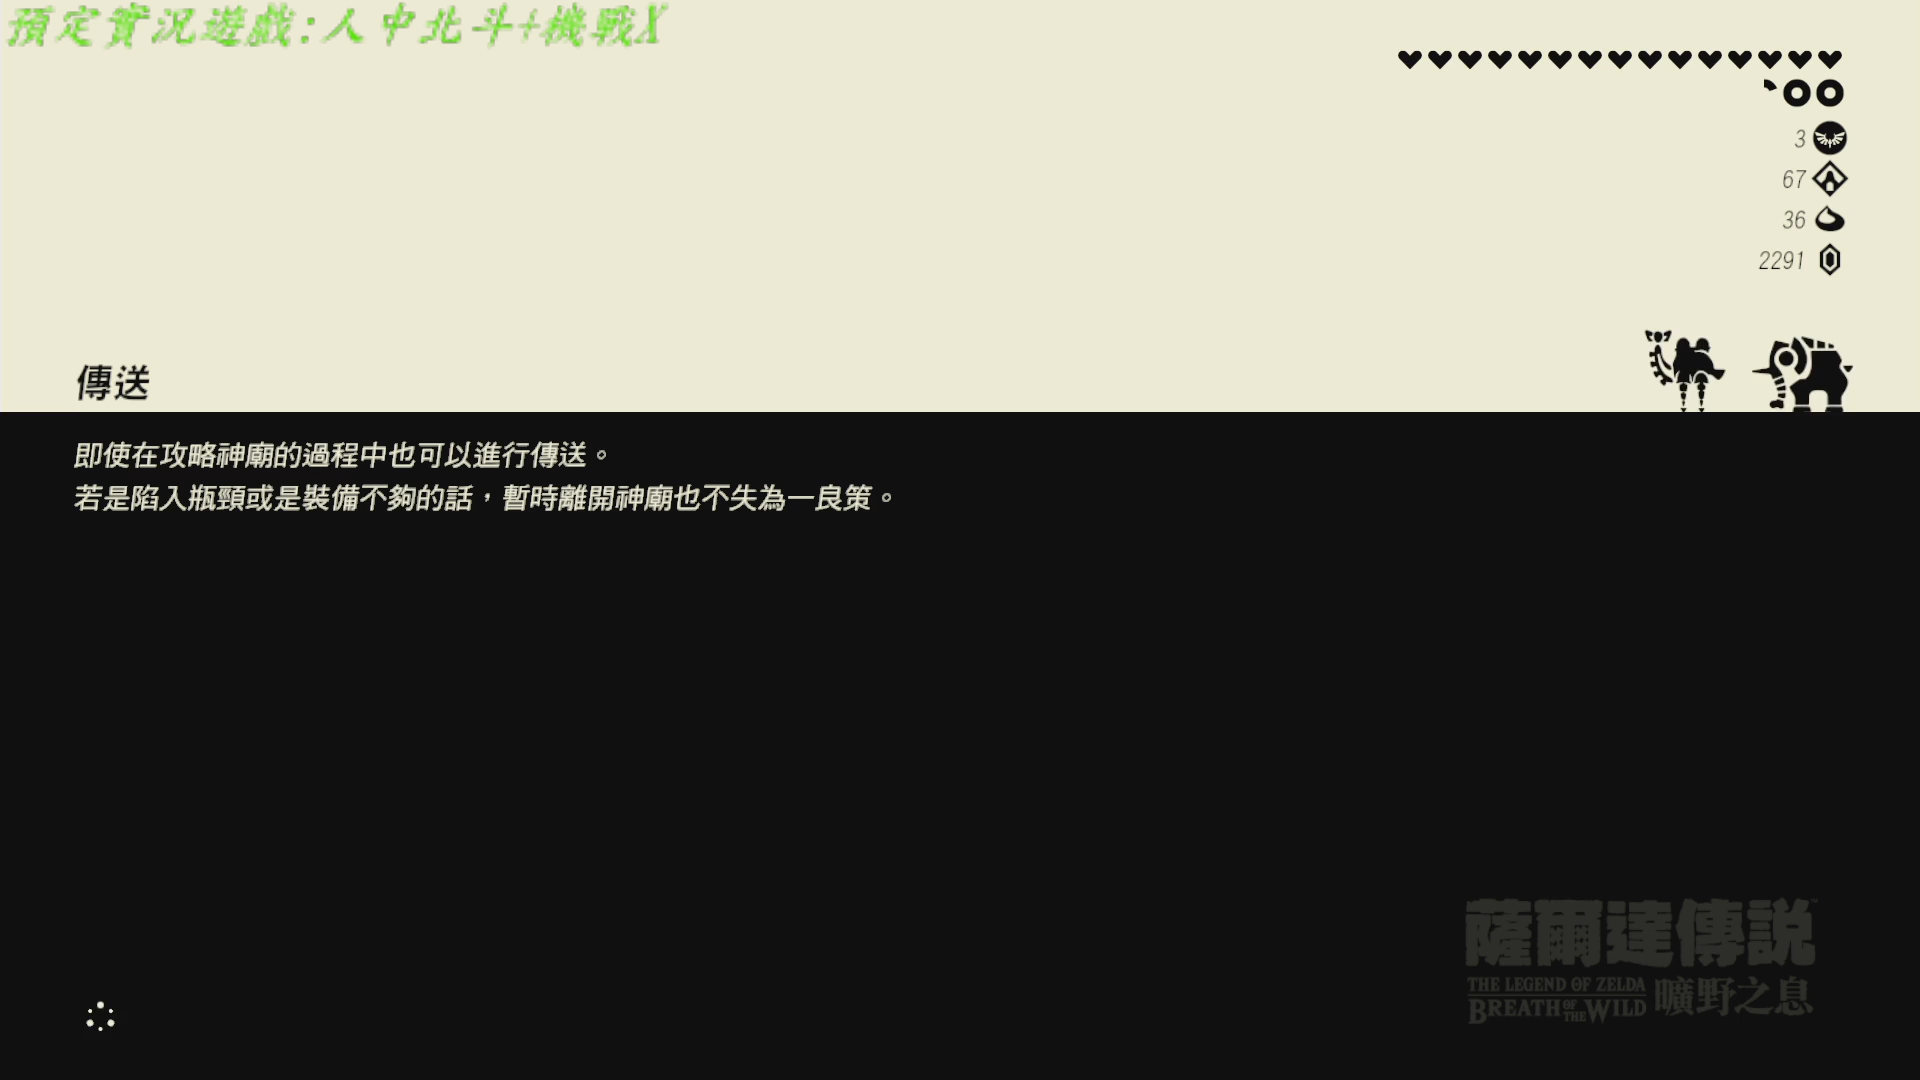 預定實況遊戲:人中北斗+機戰X
3
67
36
2291
傳送
即使在攻略神廟的過程中也可以進行傳送。
若是陷入瓶頸或是裝備不夠的話，暫時離開神廟也不失為一良策。
薩爾達傳說™
THE LEGEND OF ZELDA
BREATH OF THE WILD 曠野之息